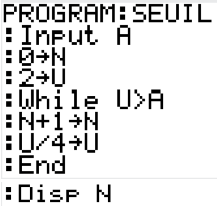 PROGRAM:SEUIL
:Input A
:0→N
:2→U
:While U>A
:N+1→N
:U/4→U
:End
:Disp N